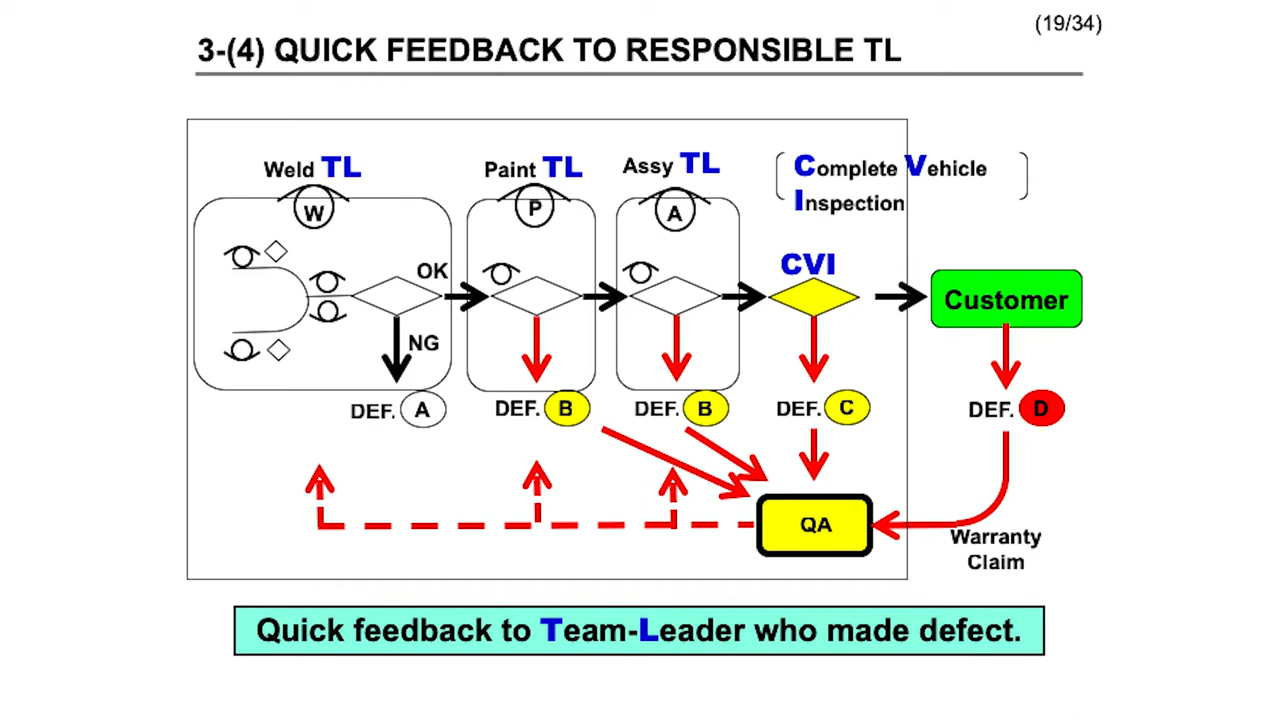 (19/34)
3-(4) QUICK FEEDBACK TO RESPONSIBLE TL
Weld TL
Paint TL
Assy TL
Complete Vehicle
Inspection
W
P
A
OK
CVI
Customer
NG
DEF. A
DEF. B
DEF. B
DEF. C
DEF. D
QA
Warranty
Claim
Quick feedback to Team-Leader who made defect.